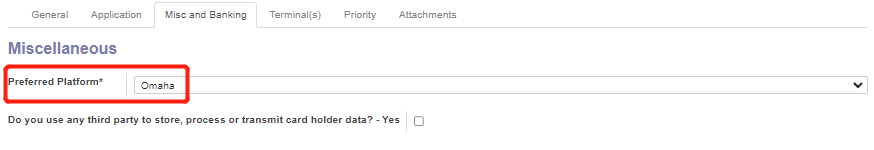 General Application Misc and Banking Terminal(s) Priority Attachments
Miscellaneous
Preferred Platform* Omaha
Do you use any third party to store, process or transmit card holder data? - Yes